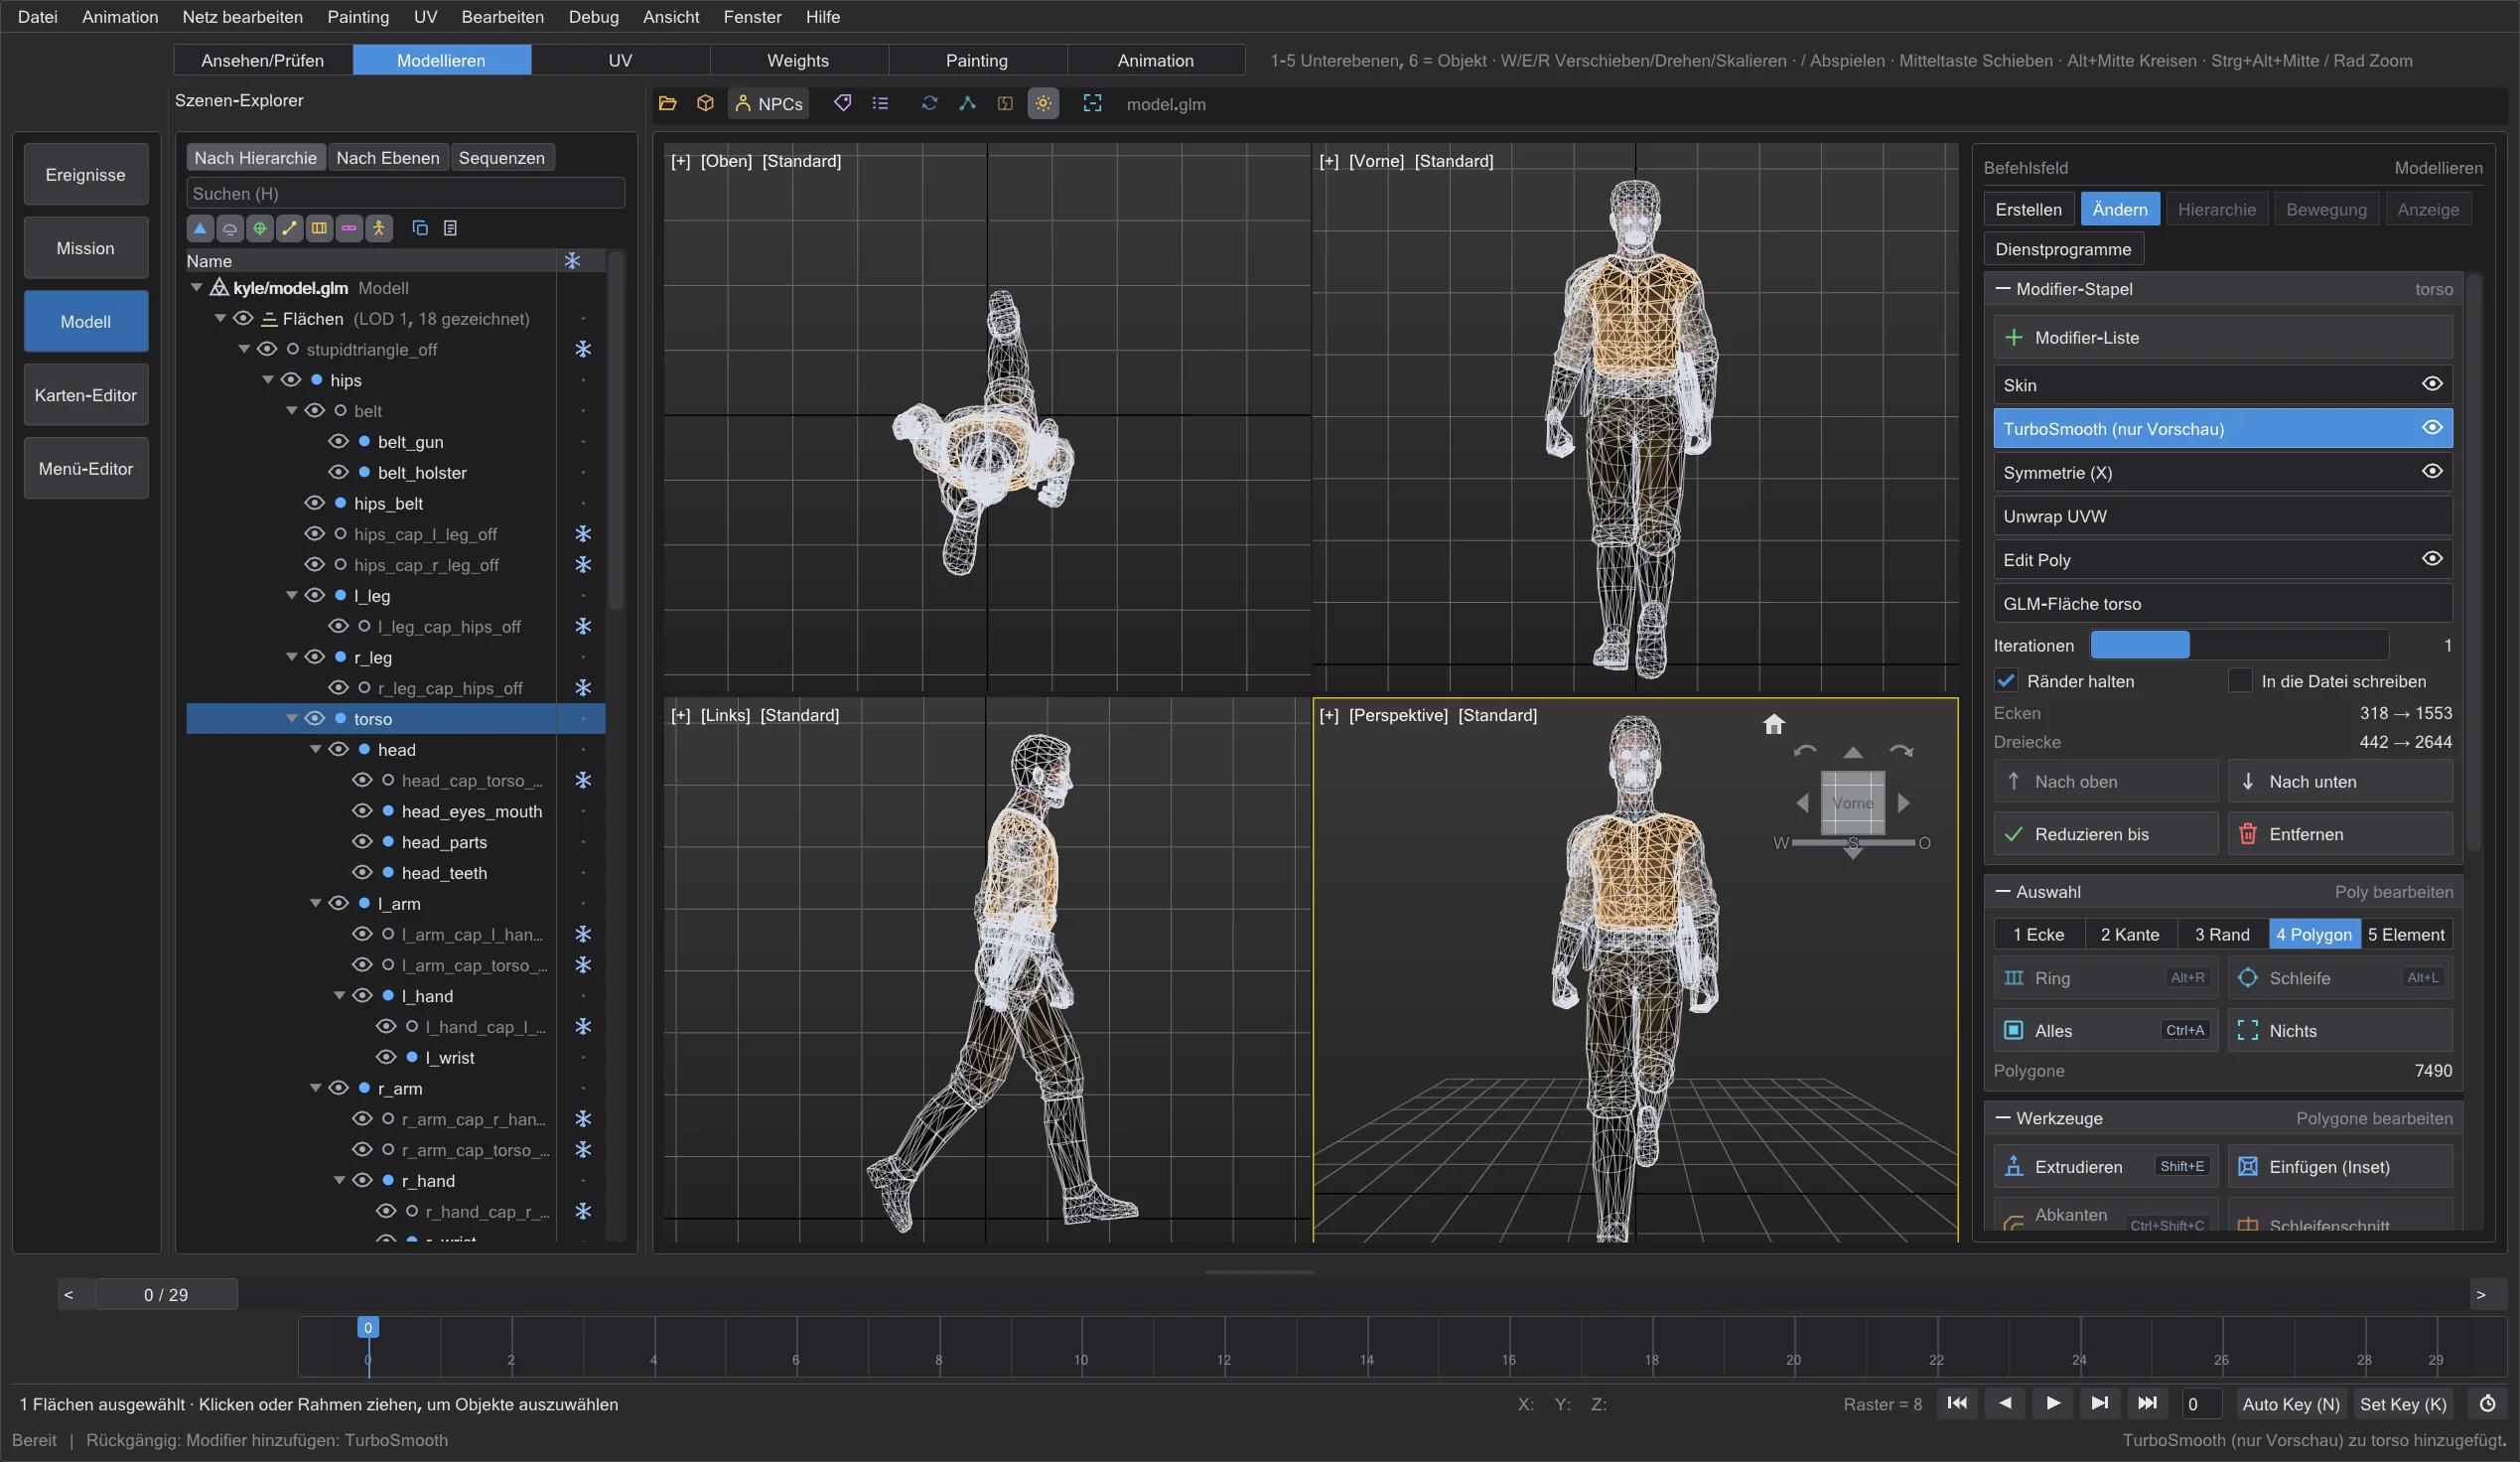 Datei Animation Netz bearbeiten Painting UV Bearbeiten Debug Ansicht Fenster Hilfe
Ansehen/Prüfen Modellieren UV Weights Painting Animation 1-5 Unterebenen, 6 = Objekt · W/E/R Verschieben/Drehen/Skalieren · / Abspielen · Mitteltaste Schieben · Alt+Mitte Kreisen · Strg+Alt+Mitte / Rad Zoom
Szenen-Explorer
NPCs model.glm
Ereignisse
Mission
Modell
Karten-Editor
Menü-Editor
Nach Hierarchie Nach Ebenen Sequenzen
Suchen (H)
Name
kyle/model.glm Modell
Flächen (LOD 1, 18 gezeichnet)
stupidtriangle_off
hips
belt
belt_gun
belt_holster
hips_belt
hips_cap_l_leg_off
hips_cap_r_leg_off
l_leg
l_leg_cap_hips_off
r_leg
r_leg_cap_hips_off
torso
head
head_cap_torso_...
head_eyes_mouth
head_parts
head_teeth
l_arm
l_arm_cap_l_han...
l_arm_cap_torso_...
l_hand
l_hand_cap_l_...
l_wrist
r_arm
r_arm_cap_r_han...
r_arm_cap_torso_...
r_hand
r_hand_cap_r_...
r_wrist
[+] [Oben] [Standard]
[+] [Vorne] [Standard]
[+] [Links] [Standard]
[+] [Perspektive] [Standard]
Vorne
W S O
Befehlsfeld Modellieren
Erstellen Ändern Hierarchie Bewegung Anzeige
Dienstprogramme
Modifier-Stapel torso
Modifier-Liste
Skin
TurboSmooth (nur Vorschau)
Symmetrie (X)
Unwrap UVW
Edit Poly
GLM-Fläche torso
Iterationen 1
Ränder halten In die Datei schreiben
Ecken 318 → 1553
Dreiecke 442 → 2644
Nach oben Nach unten
Reduzieren bis Entfernen
Auswahl Poly bearbeiten
1 Ecke 2 Kante 3 Rand 4 Polygon 5 Element
Ring Alt+R Schleife Alt+L
Alles Ctrl+A Nichts
Polygone 7490
Werkzeuge Polygone bearbeiten
Extrudieren Shift+E Einfügen (Inset)
Abkanten Ctrl+Shift+C Schleifenschnitt
< 0 / 29 >
0
0 2 4 6 8 10 12 14 16 18 20 22 24 26 28 29
1 Flächen ausgewählt · Klicken oder Rahmen ziehen, um Objekte auszuwählen X: Y: Z: Raster = 8 0 Auto Key (N) Set Key (K)
Bereit | Rückgängig: Modifier hinzufügen: TurboSmooth TurboSmooth (nur Vorschau) zu torso hinzugefügt.